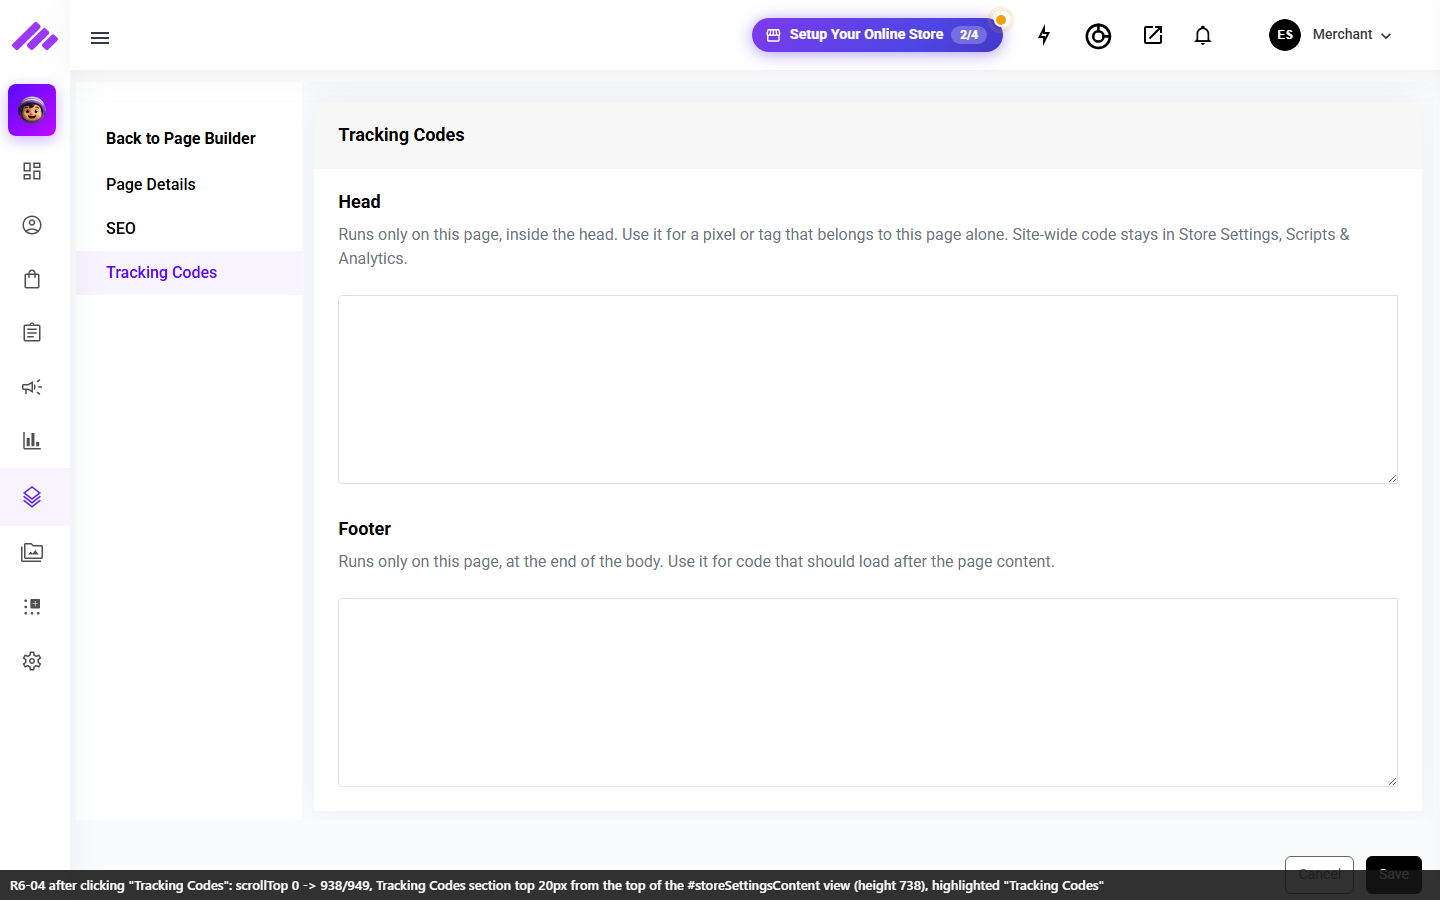 Setup Your Online Store 2/4
ES Merchant
Back to Page Builder
Page Details
SEO
Tracking Codes
Tracking Codes
Head
Runs only on this page, inside the head. Use it for a pixel or tag that belongs to this page alone. Site-wide code stays in Store Settings, Scripts &
Analytics.
Footer
Runs only on this page, at the end of the body. Use it for code that should load after the page content.
Cancel Save
R6-04 after clicking "Tracking Codes": scrollTop 0 -> 938/949, Tracking Codes section top 20px from the top of the #storeSettingsContent view (height 738), highlighted "Tracking Codes"